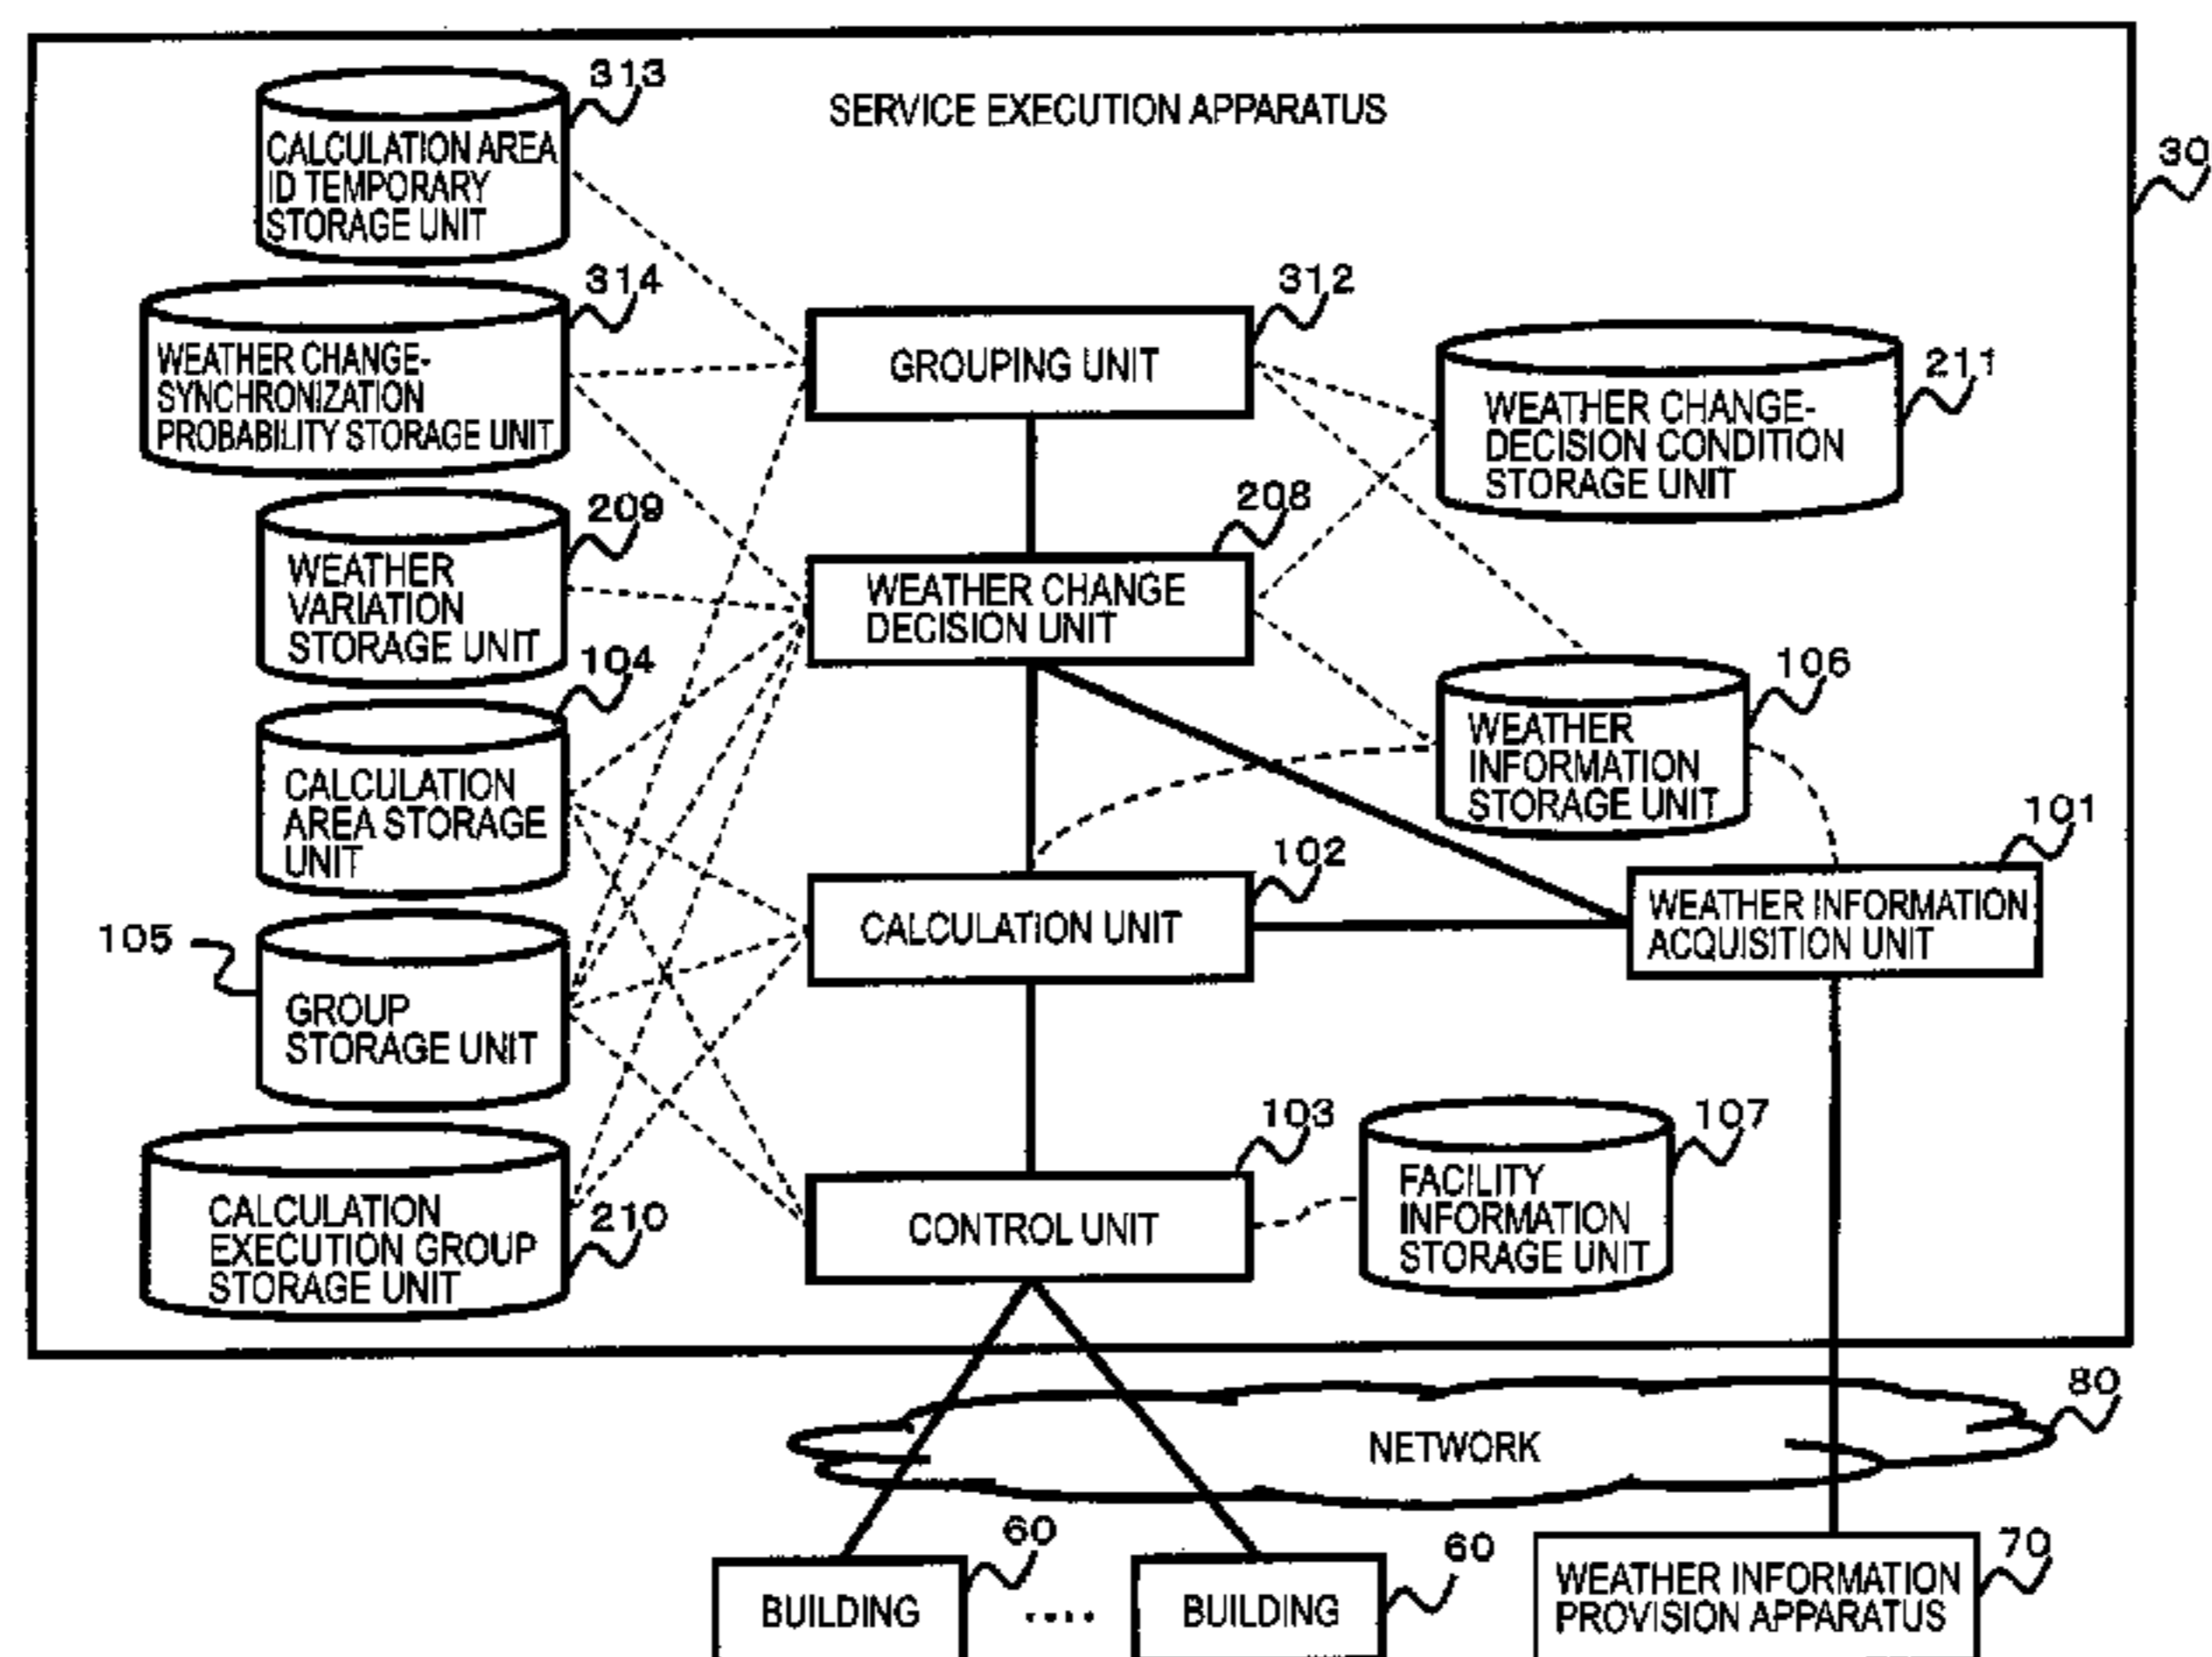 SERVICE EXECUTION APPARATUS
30
313
CALCULATION AREA
ID TEMPORARY
STORAGE UNIT
314
WEATHER CHANGE-
SYNCHRONIZATION
PROBABILITY STORAGE UNIT
312
GROUPING UNIT
211
WEATHER CHANGE-
DECISION CONDITION
STORAGE UNIT
209
WEATHER
VARIATION
STORAGE UNIT
208
WEATHER CHANGE
DECISION UNIT
104
CALCULATION
AREA STORAGE
UNIT
106
WEATHER
INFORMATION
STORAGE UNIT
102
CALCULATION UNIT
101
WEATHER INFORMATION
ACQUISITION UNIT
105
GROUP
STORAGE UNIT
103
CONTROL UNIT
107
FACILITY
INFORMATION
STORAGE UNIT
210
CALCULATION
EXECUTION GROUP
STORAGE UNIT
80
NETWORK
60
BUILDING
....
60
BUILDING
70
WEATHER INFORMATION
PROVISION APPARATUS